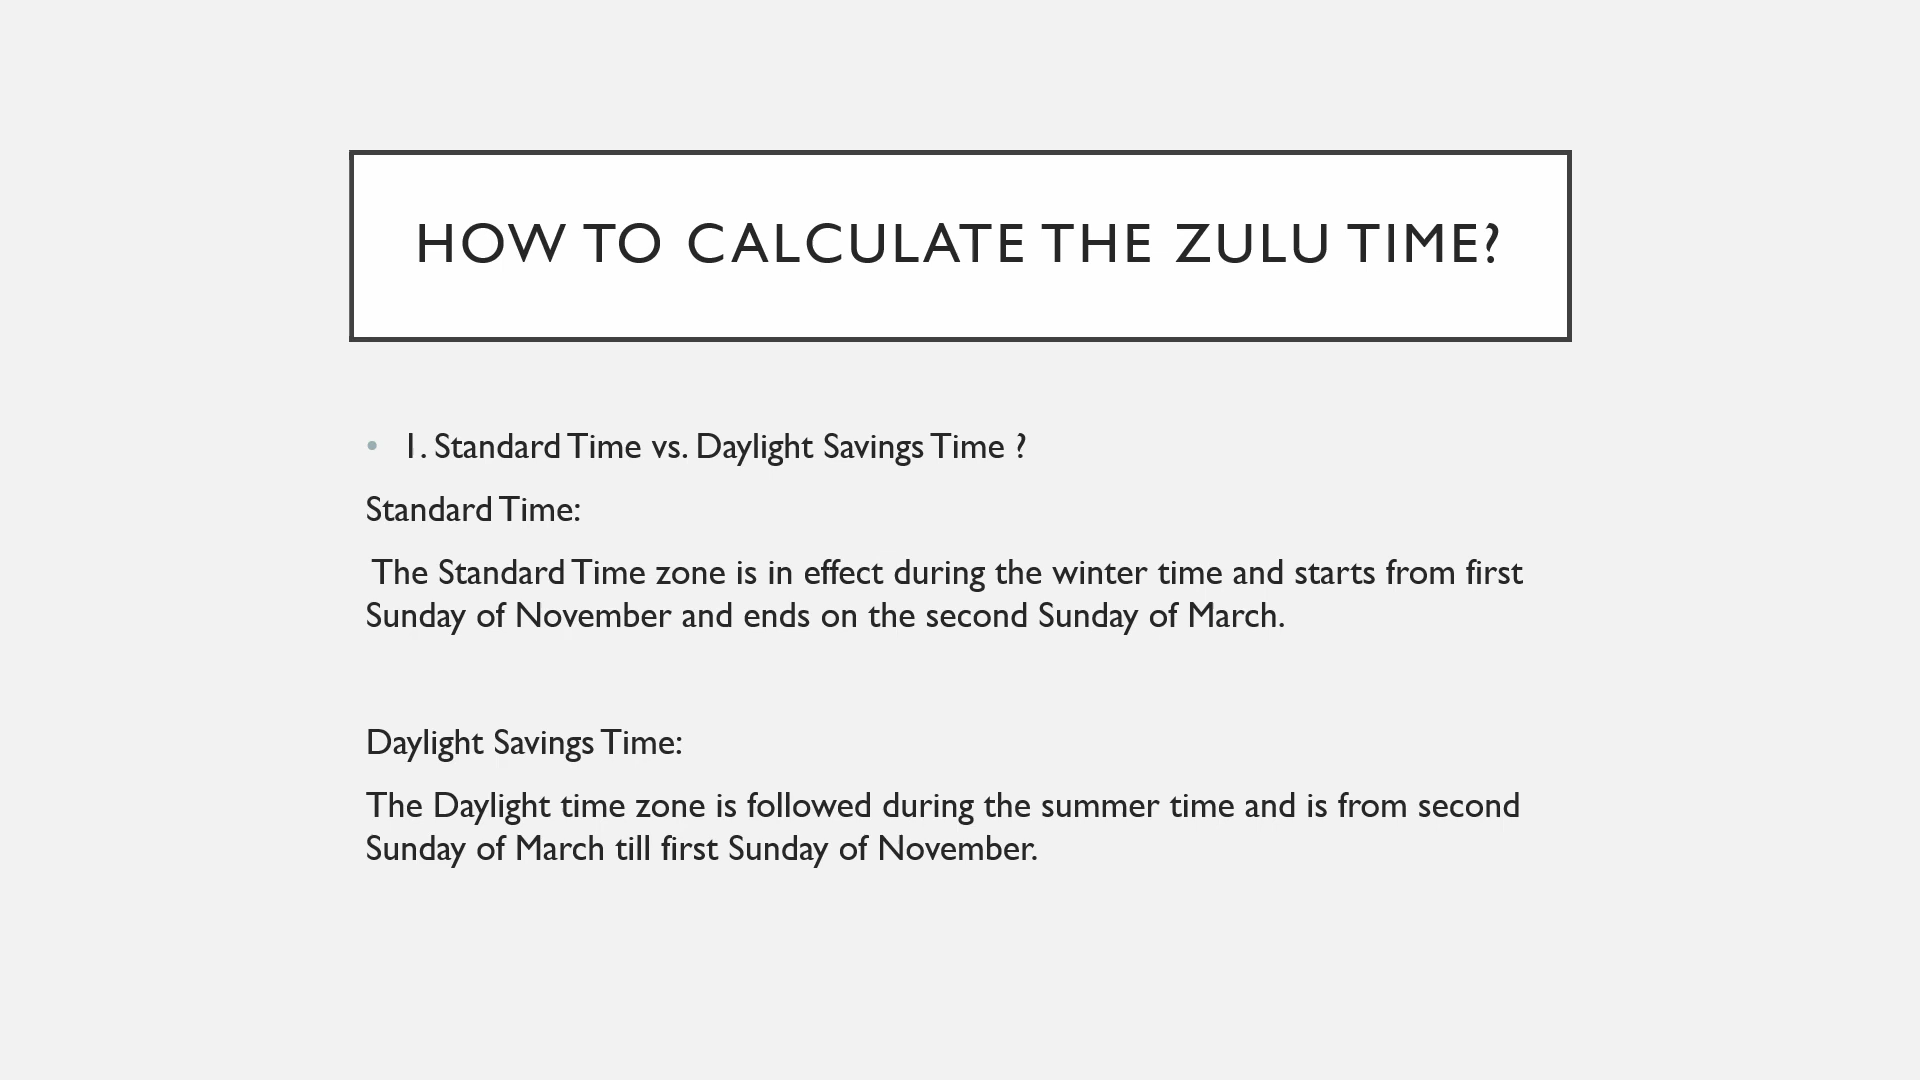 HOW TO CALCULATE THE ZULU TIME?
• 1. Standard Time vs. Daylight Savings Time ?
Standard Time:
The Standard Time zone is in effect during the winter time and starts from first
Sunday of November and ends on the second Sunday of March.
Daylight Savings Time:
The Daylight time zone is followed during the summer time and is from second
Sunday of March till first Sunday of November.